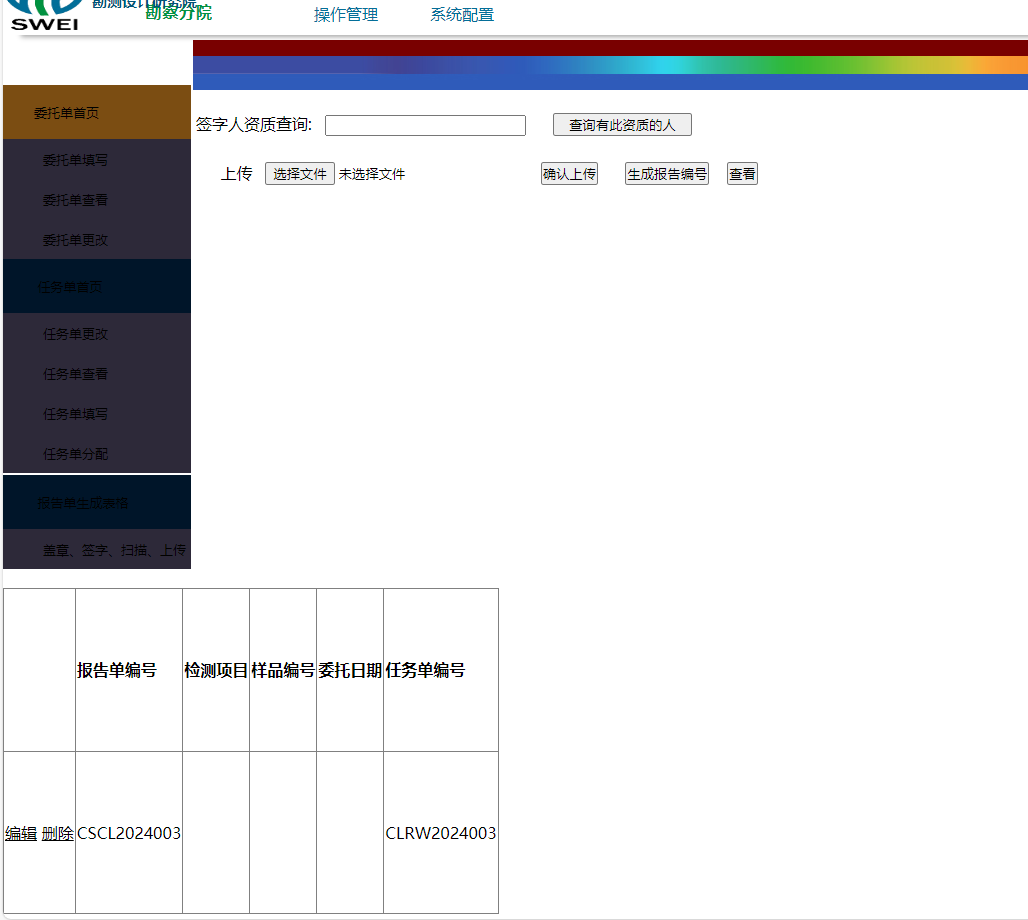 勘测设计研究院
SWEI
勘察分院
操作管理 系统配置
委托单首页
委托单填写
委托单查看
委托单更改
任务单首页
任务单更改
任务单查看
任务单填写
任务单分配
报告单生成表格
盖章、签字、扫描、上传
签字人资质查询: 查询有此资质的人
上传 选择文件 未选择文件 确认上传 生成报告编号 查看
报告单编号 检测项目 样品编号 委托日期 任务单编号
编辑 删除 CSCL2024003 CLRW2024003